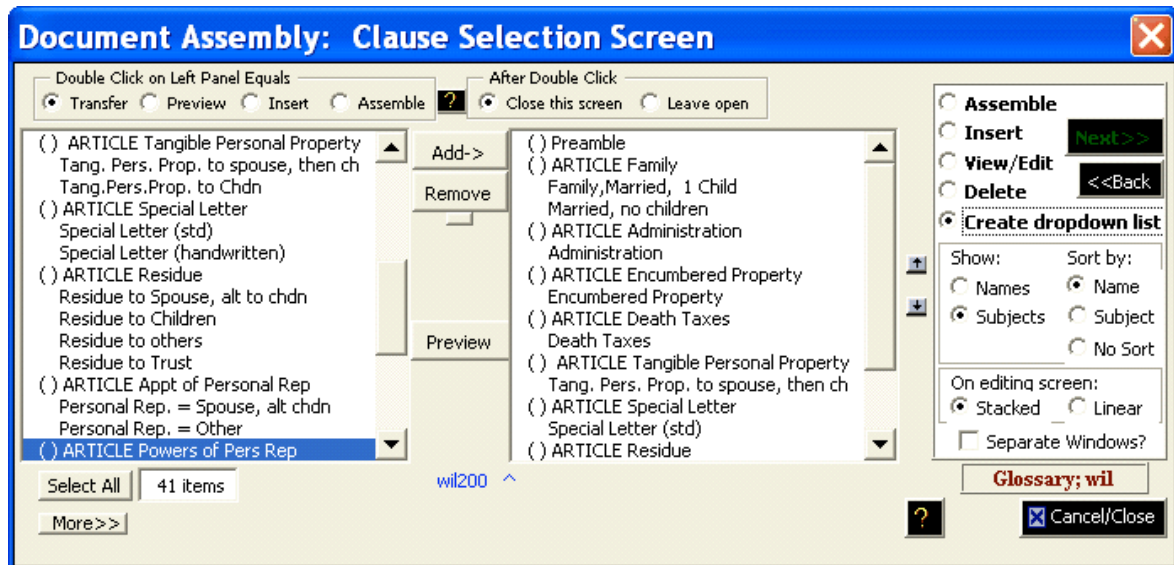 Document Assembly:  Clause Selection Screen
Double Click on Left Panel Equals
Transfer Preview Insert Assemble
?
After Double Click
Close this screen Leave open
( )  ARTICLE Tangible Personal Property
Tang. Pers. Prop. to spouse, then ch
Tang.Pers.Prop. to Chdn
( ) ARTICLE Special Letter
Special Letter (std)
Special Letter (handwritten)
( ) ARTICLE Residue
Residue to Spouse, alt to chdn
Residue to Children
Residue to others
Residue to Trust
( ) ARTICLE Appt of Personal Rep
Personal Rep. = Spouse, alt chdn
Personal Rep. = Other
( ) ARTICLE Powers of Pers Rep
Add->
Remove
Preview
( ) Preamble
( ) ARTICLE Family
Family,Married,  1 Child
Married, no children
( ) ARTICLE Administration
Administration
( ) ARTICLE Encumbered Property
Encumbered Property
( ) ARTICLE Death Taxes
Death Taxes
( )  ARTICLE Tangible Personal Property
Tang. Pers. Prop. to spouse, then ch
( ) ARTICLE Special Letter
Special Letter (std)
( ) ARTICLE Residue
Assemble
Insert
View/Edit
Delete
Create dropdown list
Next>>
<<Back
Show:
Names
Subjects
Sort by:
Name
Subject
No Sort
On editing screen:
Stacked Linear
Separate Windows?
Select All
41 items
wil200 ^
Glossary; wil
More>>
?
Cancel/Close